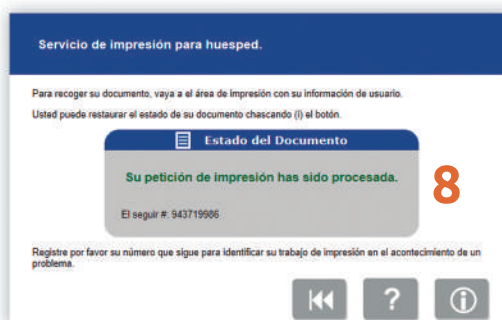 Servicio de impresión para huesped.
Para recoger su documento, vaya a el área de impresión con su información de usuario.
Usted puede restaurar el estado de su documento chascando (I) el botón.
Estado del Documento
Su petición de impresión has sido procesada.
8
El seguir #: 943719986
Registre por favor su número que sigue para identificar su trabajo de impresión en el acontecimiento de un
problema.
?
i